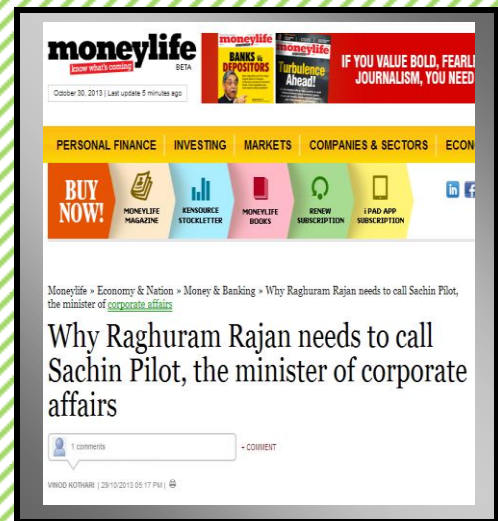 moneylife
know what's coming
BETA
October 30, 2013 | Last update 5 minutes ago
moneylife
BANKS vs DEPOSITORS
moneylife
Turbulence Ahead!
IF YOU VALUE BOLD, FEARL
JOURNALISM, YOU NEED
PERSONAL FINANCE INVESTING MARKETS COMPANIES & SECTORS ECON
BUY NOW!
MONEYLIFE MAGAZINE
KENSOURCE STOCKLETTER
MONEYLIFE BOOKS
RENEW SUBSCRIPTION
iPAD APP SUBSCRIPTION
in f
Moneylife » Economy & Nation » Money & Banking » Why Raghuram Rajan needs to call Sachin Pilot,
the minister of corporate affairs
Why Raghuram Rajan needs to call
Sachin Pilot, the minister of corporate
affairs
1 comments
+ COMMENT
VINOD KOTHARI | 29/10/2013 05:17 PM |